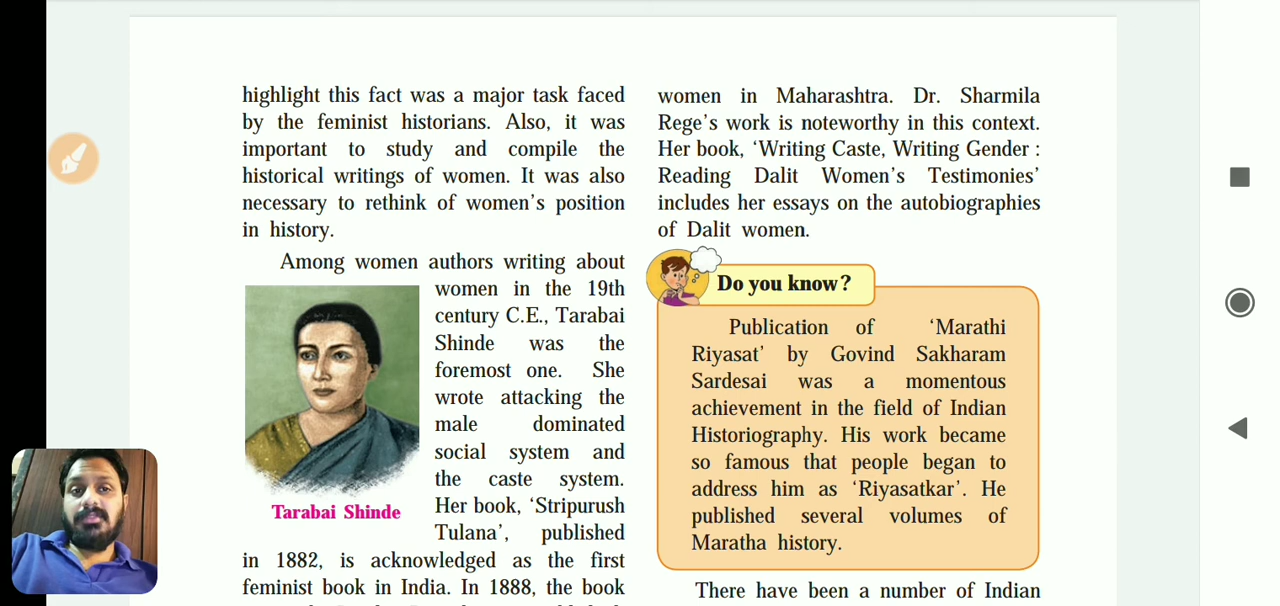 highlight this fact was a major task faced
by the feminist historians. Also, it was
important to study and compile the
historical writings of women. It was also
necessary to rethink of women's position
in history.
Among women authors writing about
women in the 19th
century C.E., Tarabai
Shinde was the
foremost one. She
wrote attacking the
male dominated
social system and
the caste system.
Her book, 'Stripurush
Tulana', published
in 1882, is acknowledged as the first
feminist book in India. In 1888, the book
Tarabai Shinde
women in Maharashtra. Dr. Sharmila
Rege's work is noteworthy in this context.
Her book, 'Writing Caste, Writing Gender :
Reading Dalit Women's Testimonies'
includes her essays on the autobiographies
of Dalit women.
Do you know?
Publication of 'Marathi
Riyasat' by Govind Sakharam
Sardesai was a momentous
achievement in the field of Indian
Historiography. His work became
so famous that people began to
address him as 'Riyasatkar'. He
published several volumes of
Maratha history.
There have been a number of Indian